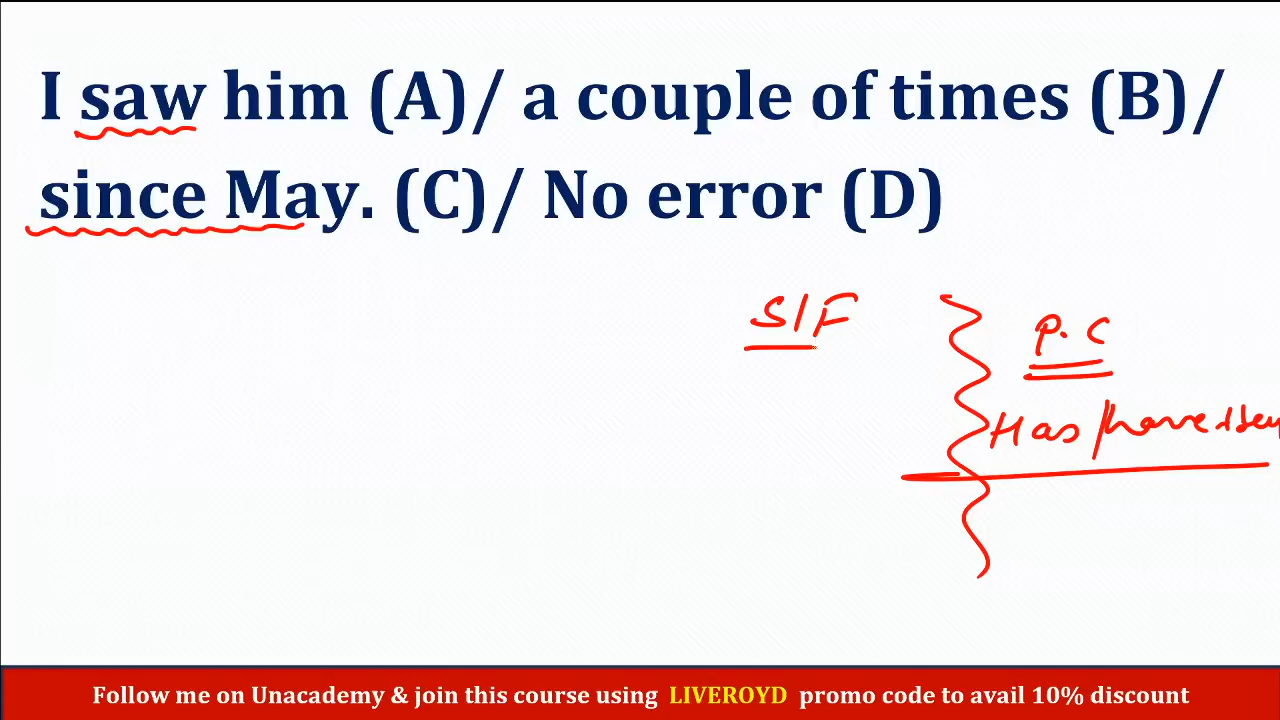 I saw him (A)/ a couple of times (B)/
since May. (C)/ No error (D)
S/F
P.C
Has/have
Follow me on Unacademy & join this course using LIVEROYD promo code to avail 10% discount